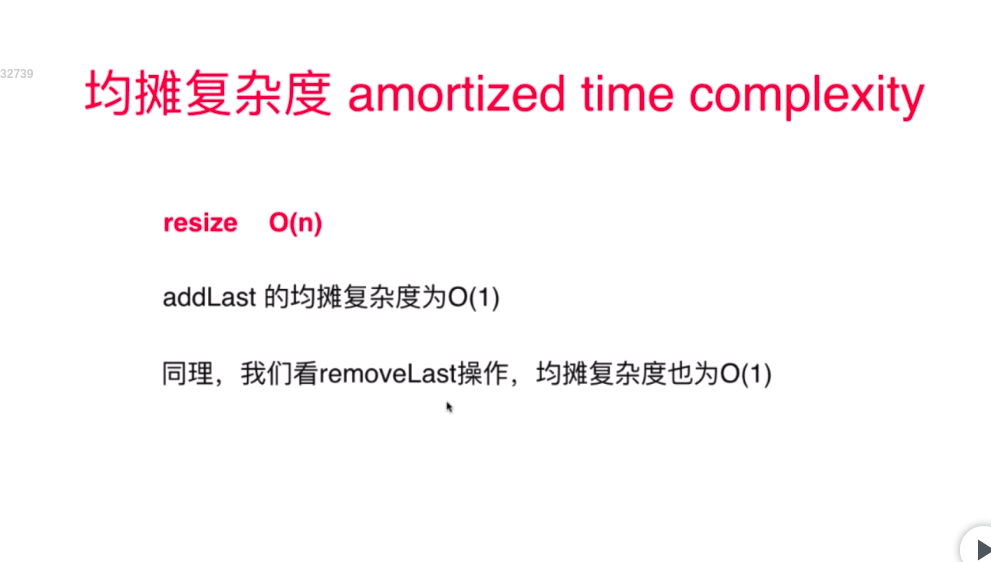 32739
均摊复杂度 amortized time complexity
resize O(n)
addLast 的均摊复杂度为O(1)
同理，我们看removeLast操作，均摊复杂度也为O(1)